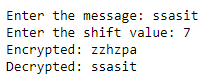 Enter the message: ssasit
Enter the shift value: 7
Encrypted: zzhzpa
Decrypted: ssasit